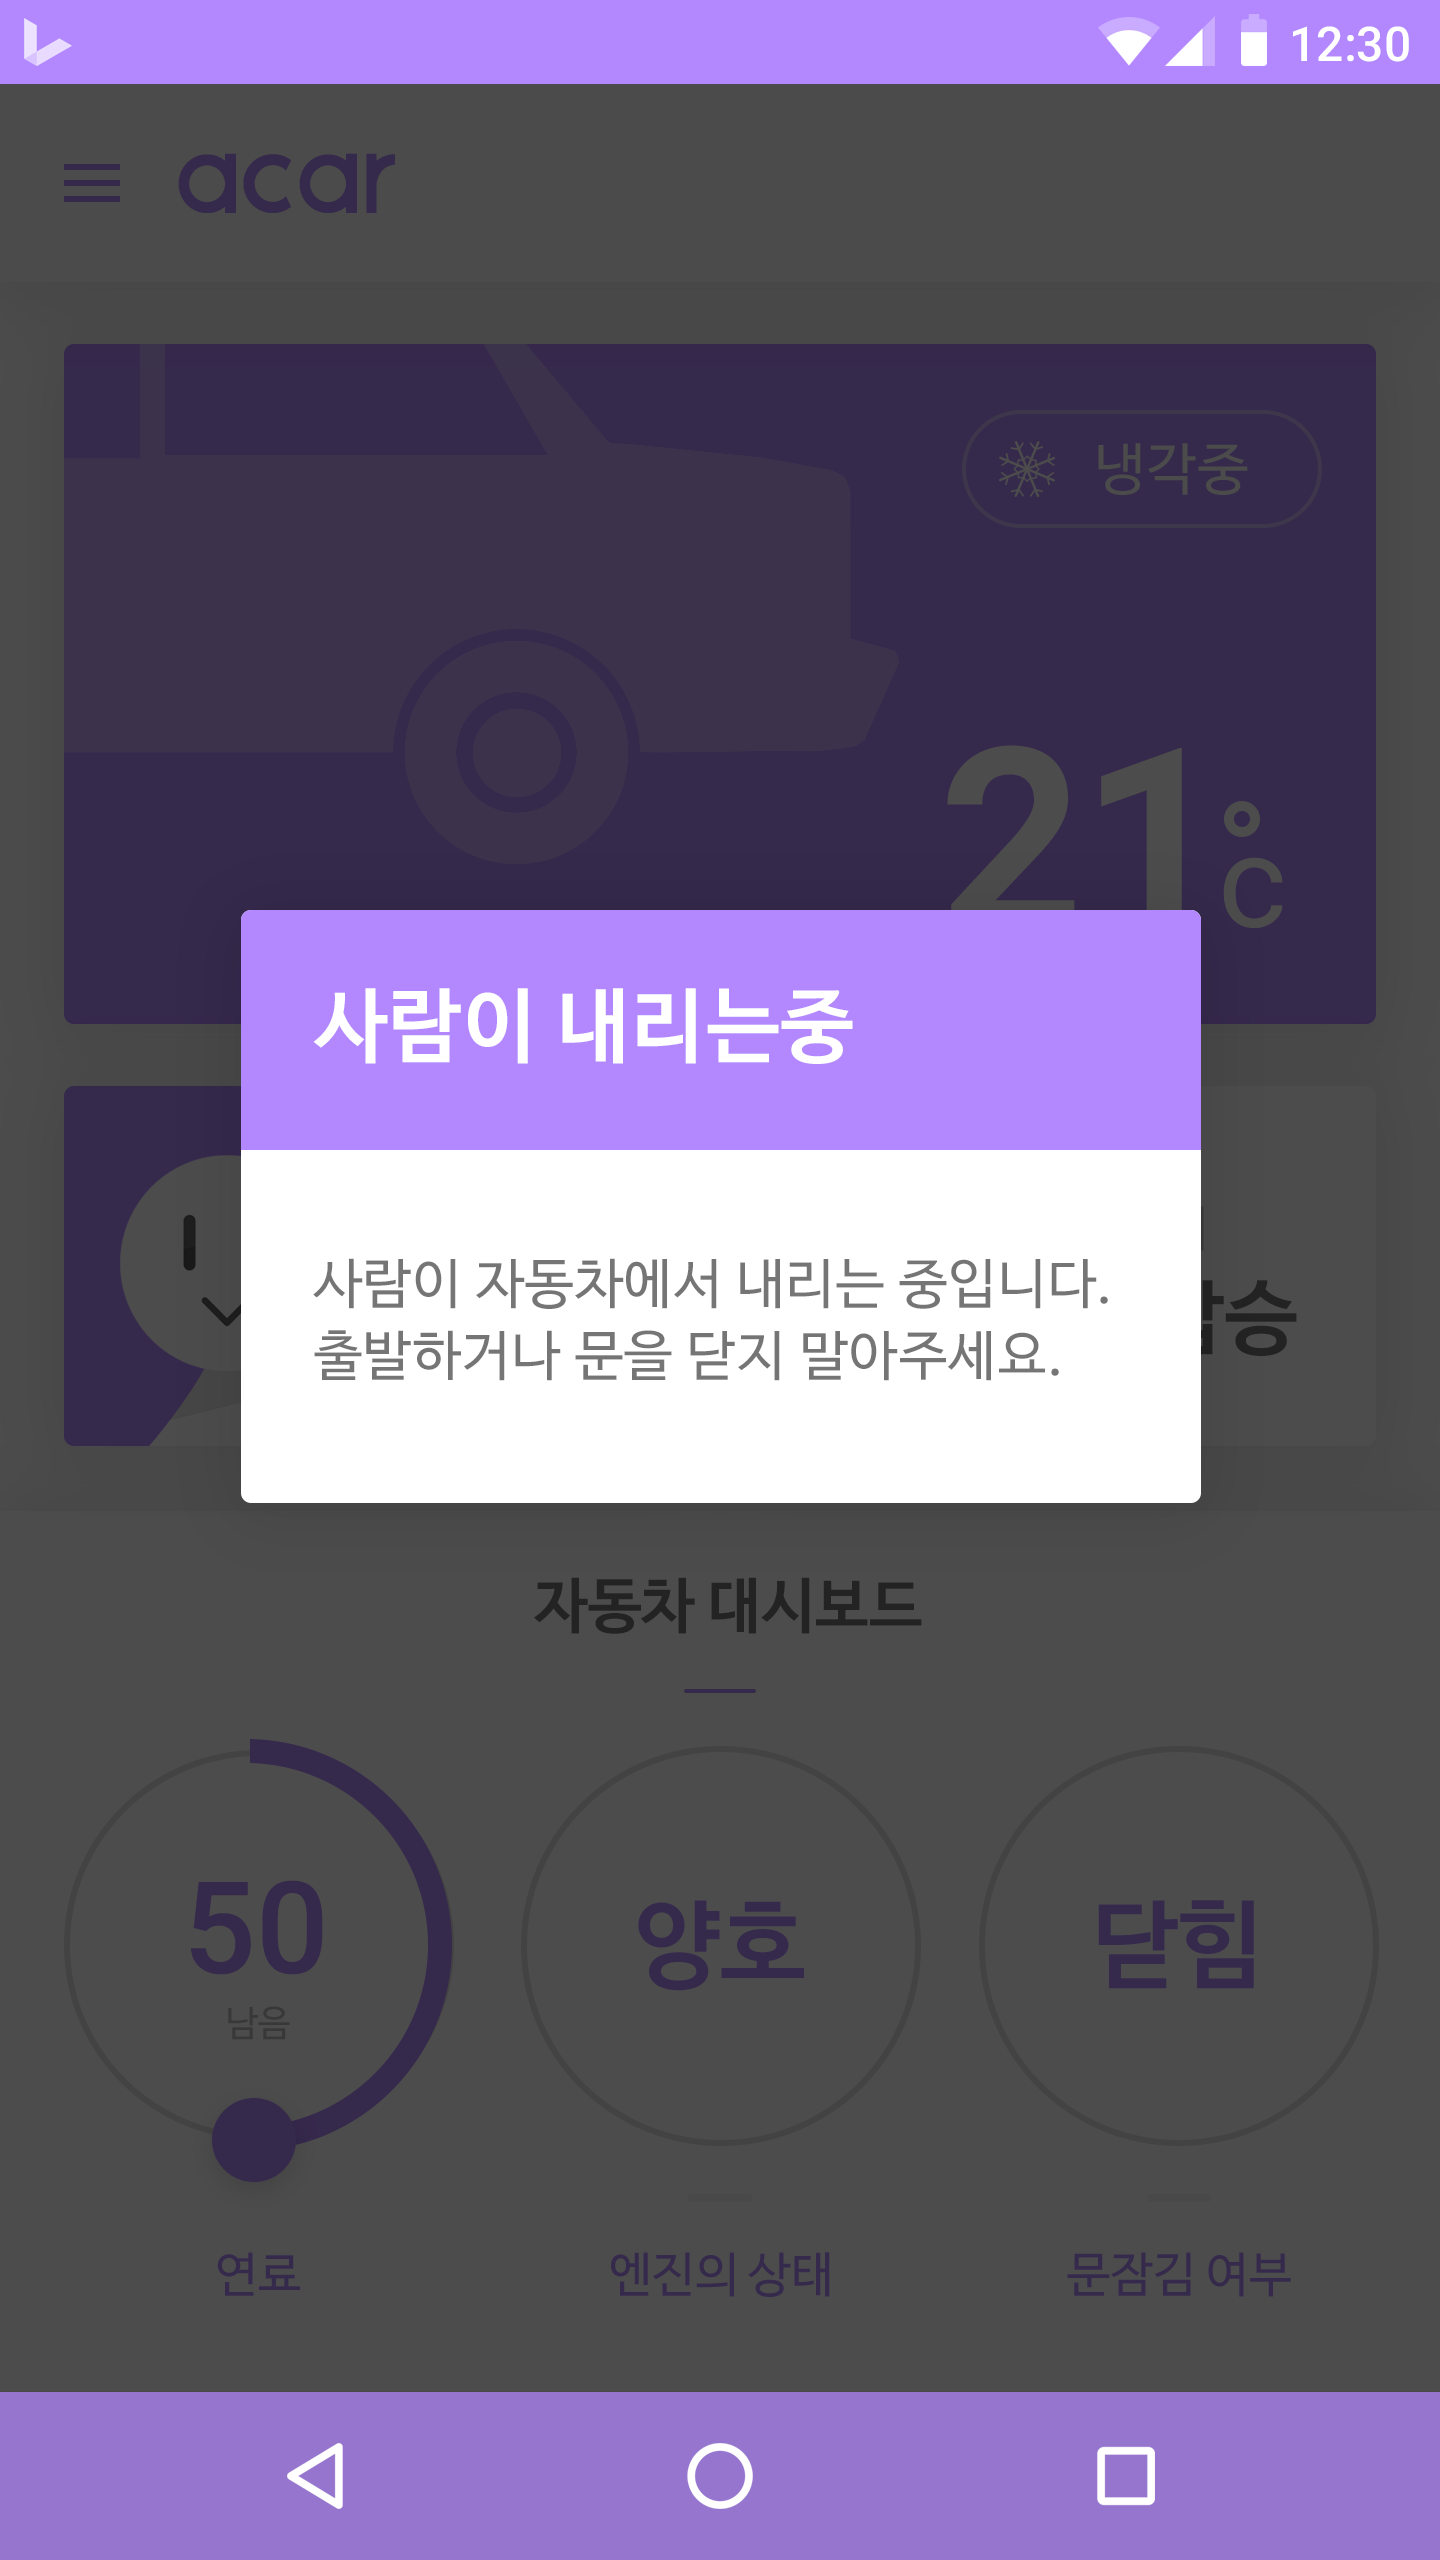 12:30
acar
냉각중
21°C
사람이 내리는중
사람이 자동차에서 내리는 중입니다.
출발하거나 문을 닫지 말아주세요.
자동차 대시보드
50
남음
양호
닫힘
연료
엔진의 상태
문잠김 여부